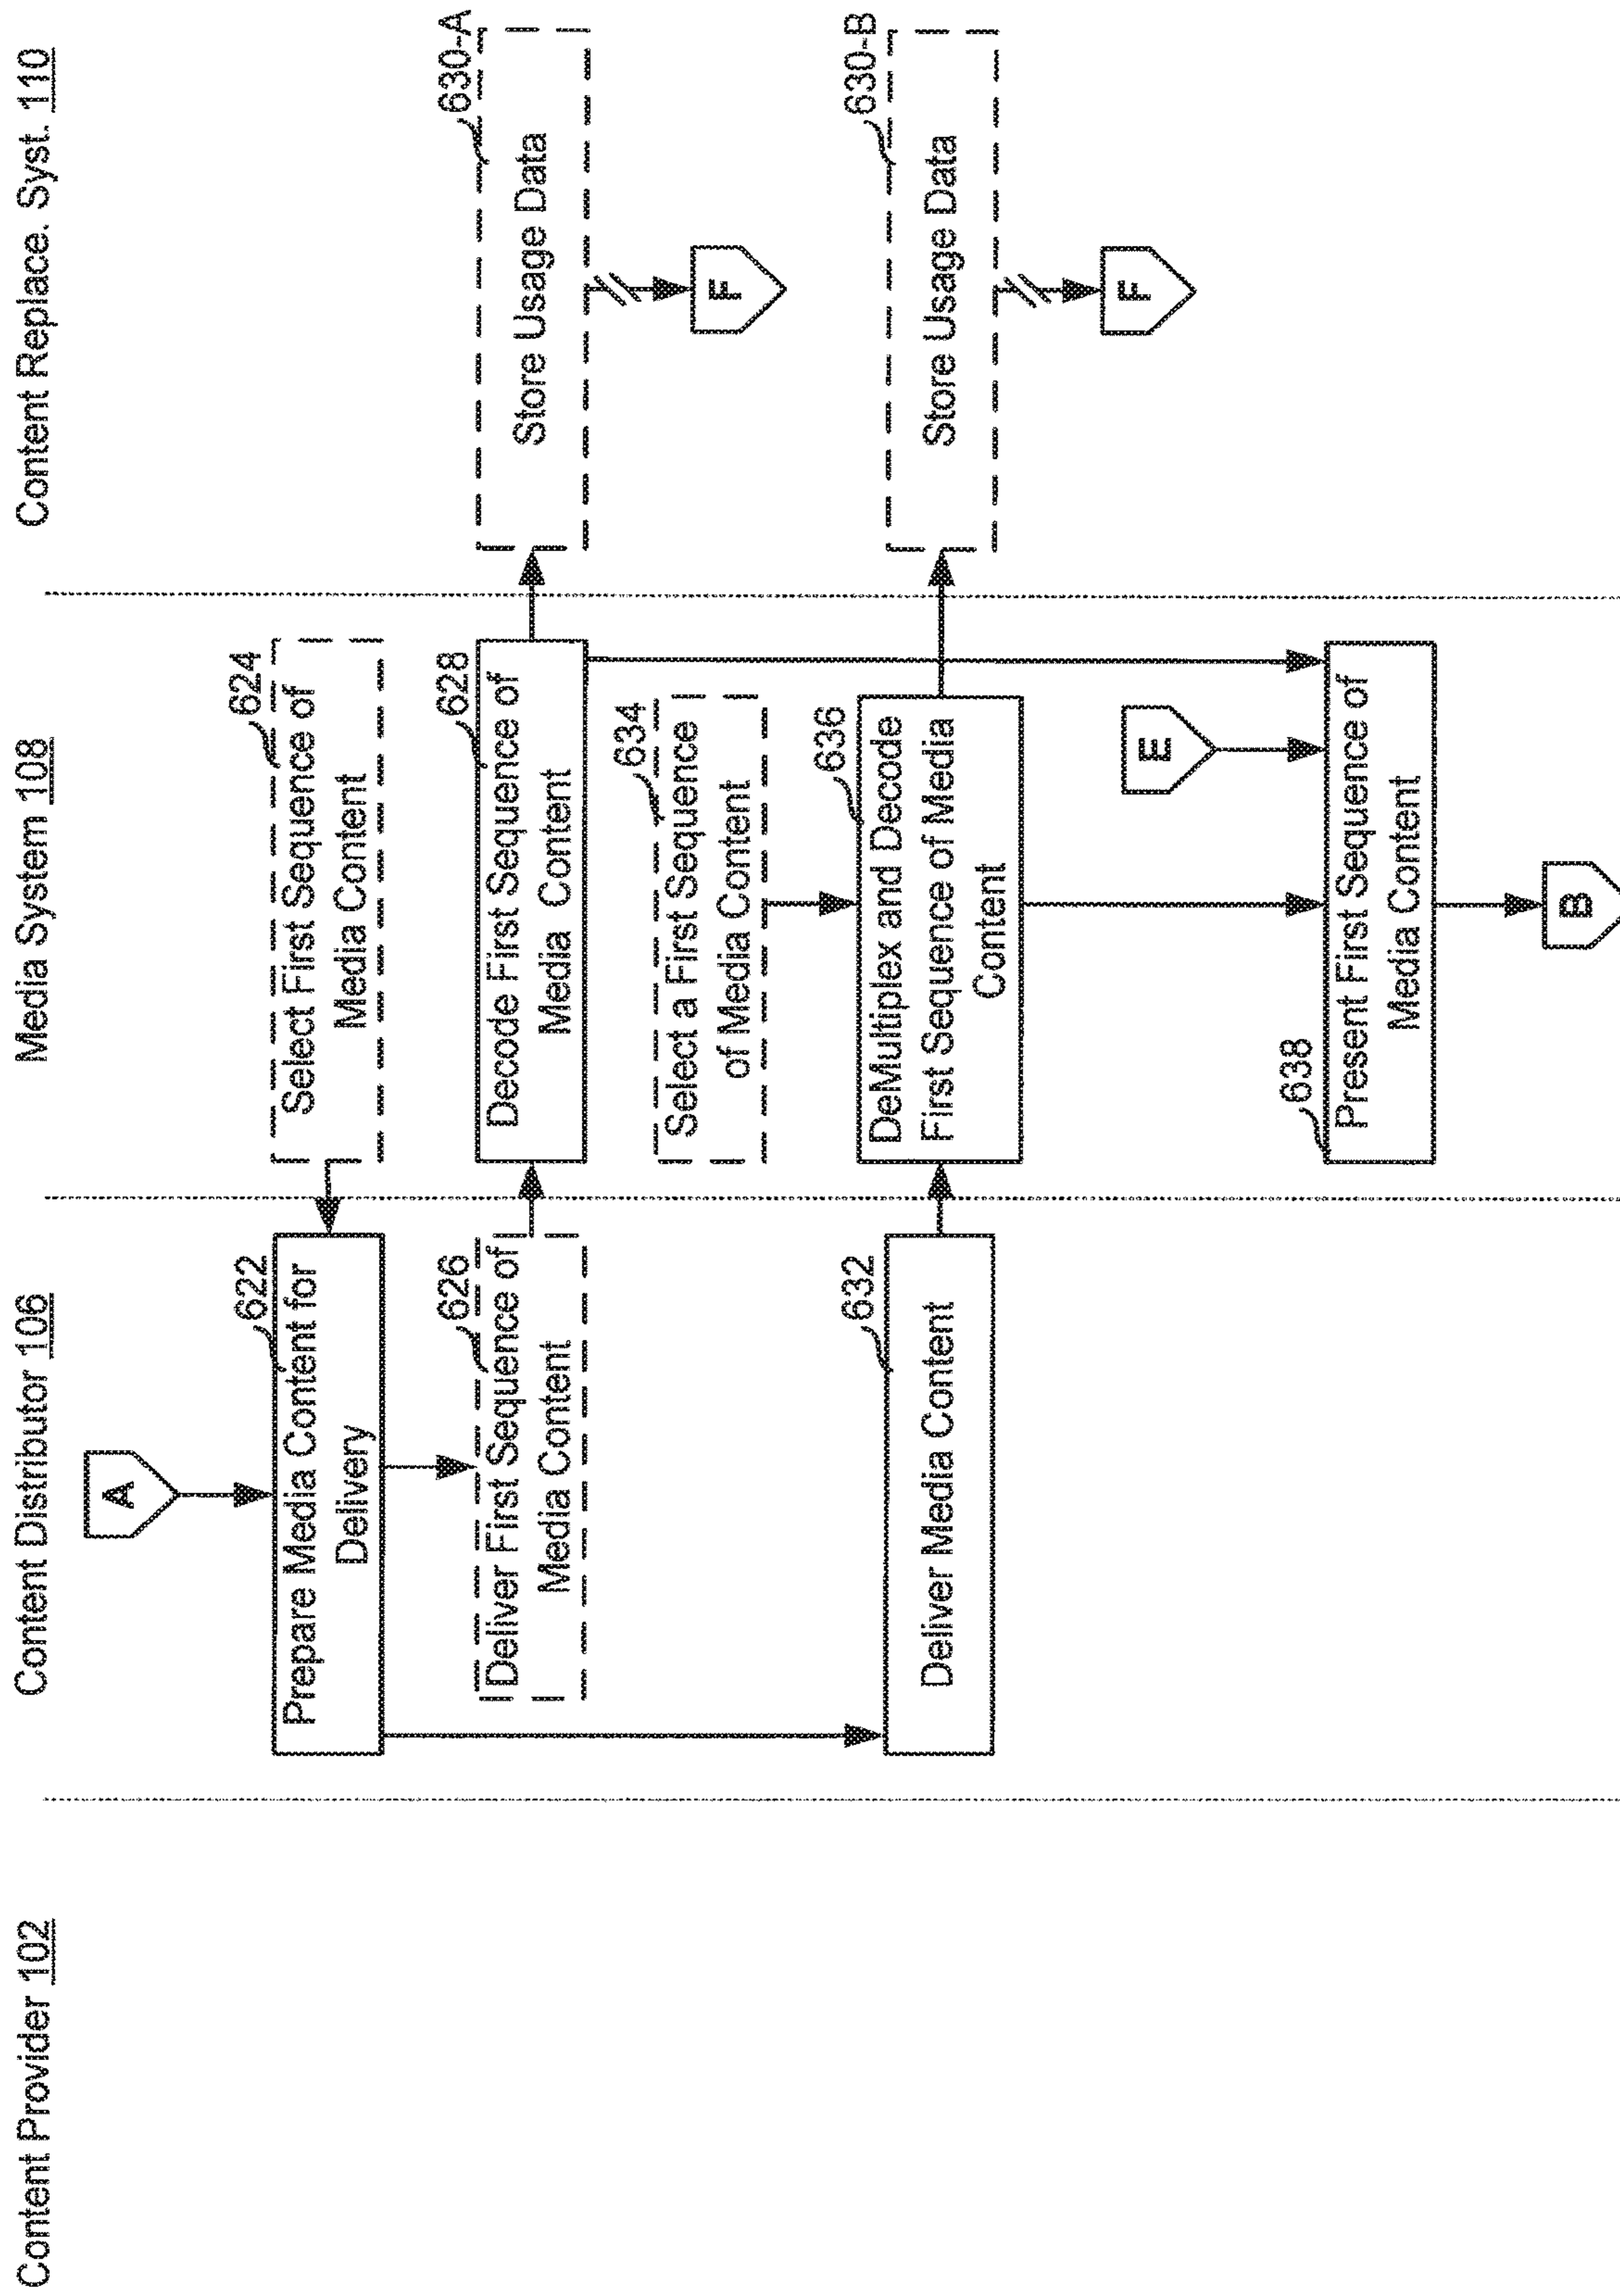 Content Provider 102
Content Distributor 106
Media System 108
Content Replace. Syst. 110
A
622
Prepare Media Content for
Delivery
624
Select First Sequence of
Media Content
626
Deliver First Sequence of
Media Content
628
Decode First Sequence of
Media Content
630-A
Store Usage Data
F
634
Select a First Sequence
of Media Content
632
Deliver Media Content
636
DeMultiplex and Decode
First Sequence of Media
Content
630-B
Store Usage Data
F
E
638
Present First Sequence of
Media Content
B